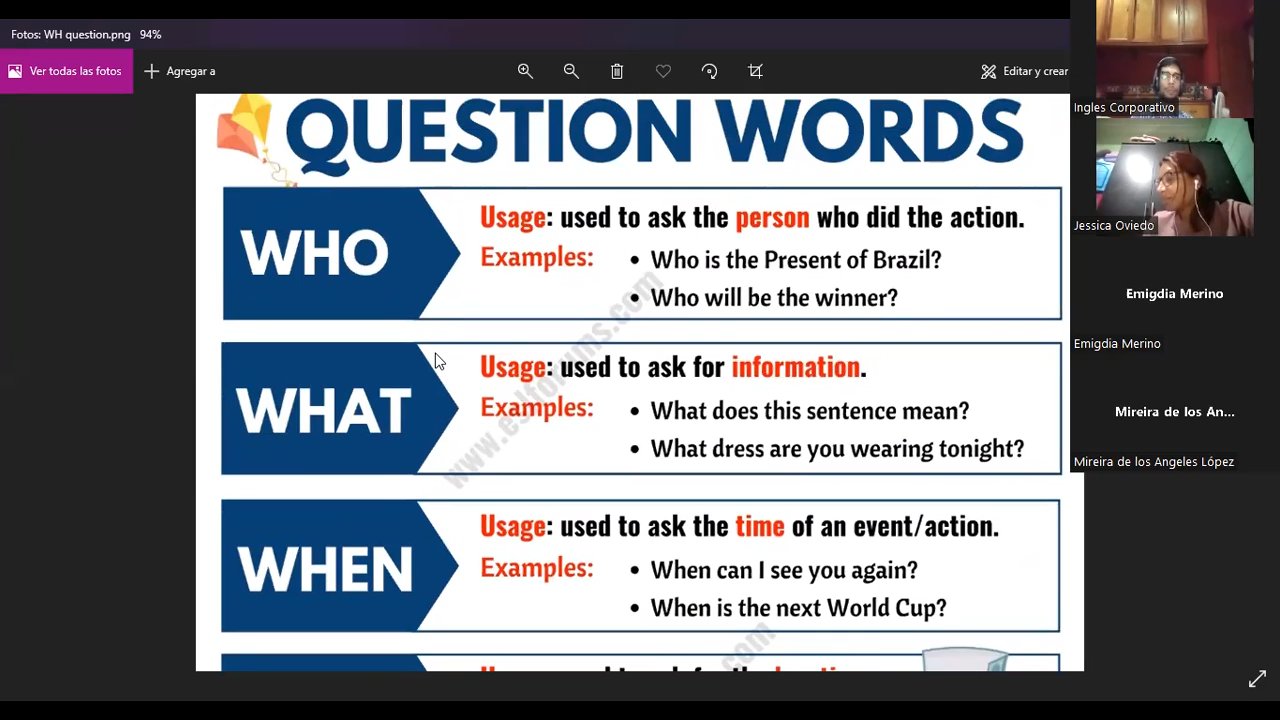 Fotos: WH question.png 94%
Ver todas las fotos
Agregar a
Editar y crear
QUESTION WORDS
WHO
Usage: used to ask the person who did the action.
Examples:
• Who is the Present of Brazil?
• Who will be the winner?
WHAT
Usage: used to ask for information.
Examples:
• What does this sentence mean?
• What dress are you wearing tonight?
WHEN
Usage: used to ask the time of an event/action.
Examples:
• When can I see you again?
• When is the next World Cup?
www.eslforums.com
.com
Ingles Corporativo
Jessica Oviedo
Emigdia Merino
Emigdia Merino
Mireira de los An...
Mireira de los Angeles López